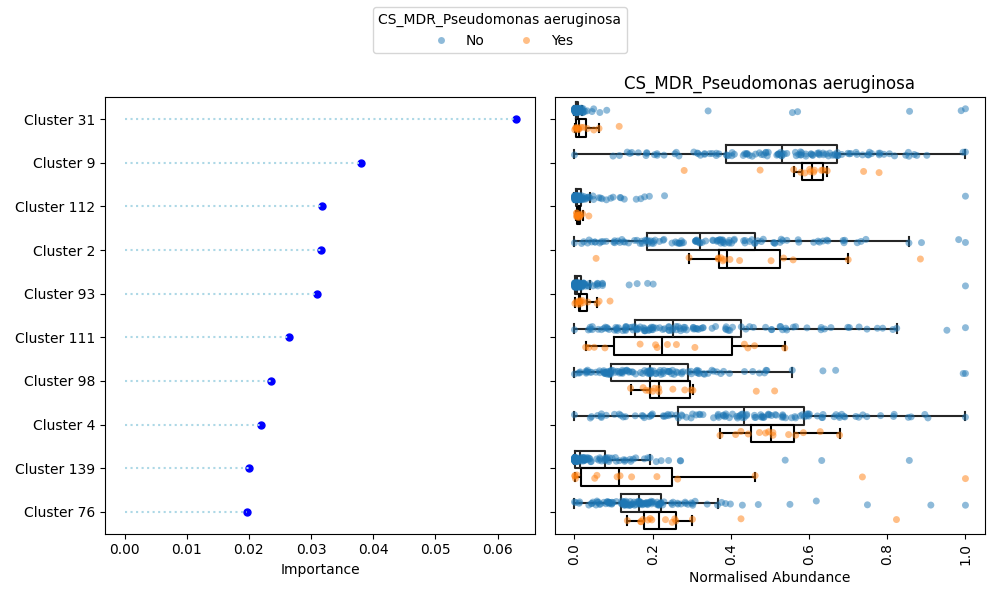 CS_MDR_Pseudomonas aeruginosa
No Yes
CS_MDR_Pseudomonas aeruginosa
Cluster 31
Cluster 9
Cluster 112
Cluster 2
Cluster 93
Cluster 111
Cluster 98
Cluster 4
Cluster 139
Cluster 76
0.00 0.01 0.02 0.03 0.04 0.05 0.06
Importance
0.0 0.2 0.4 0.6 0.8 1.0
Normalised Abundance